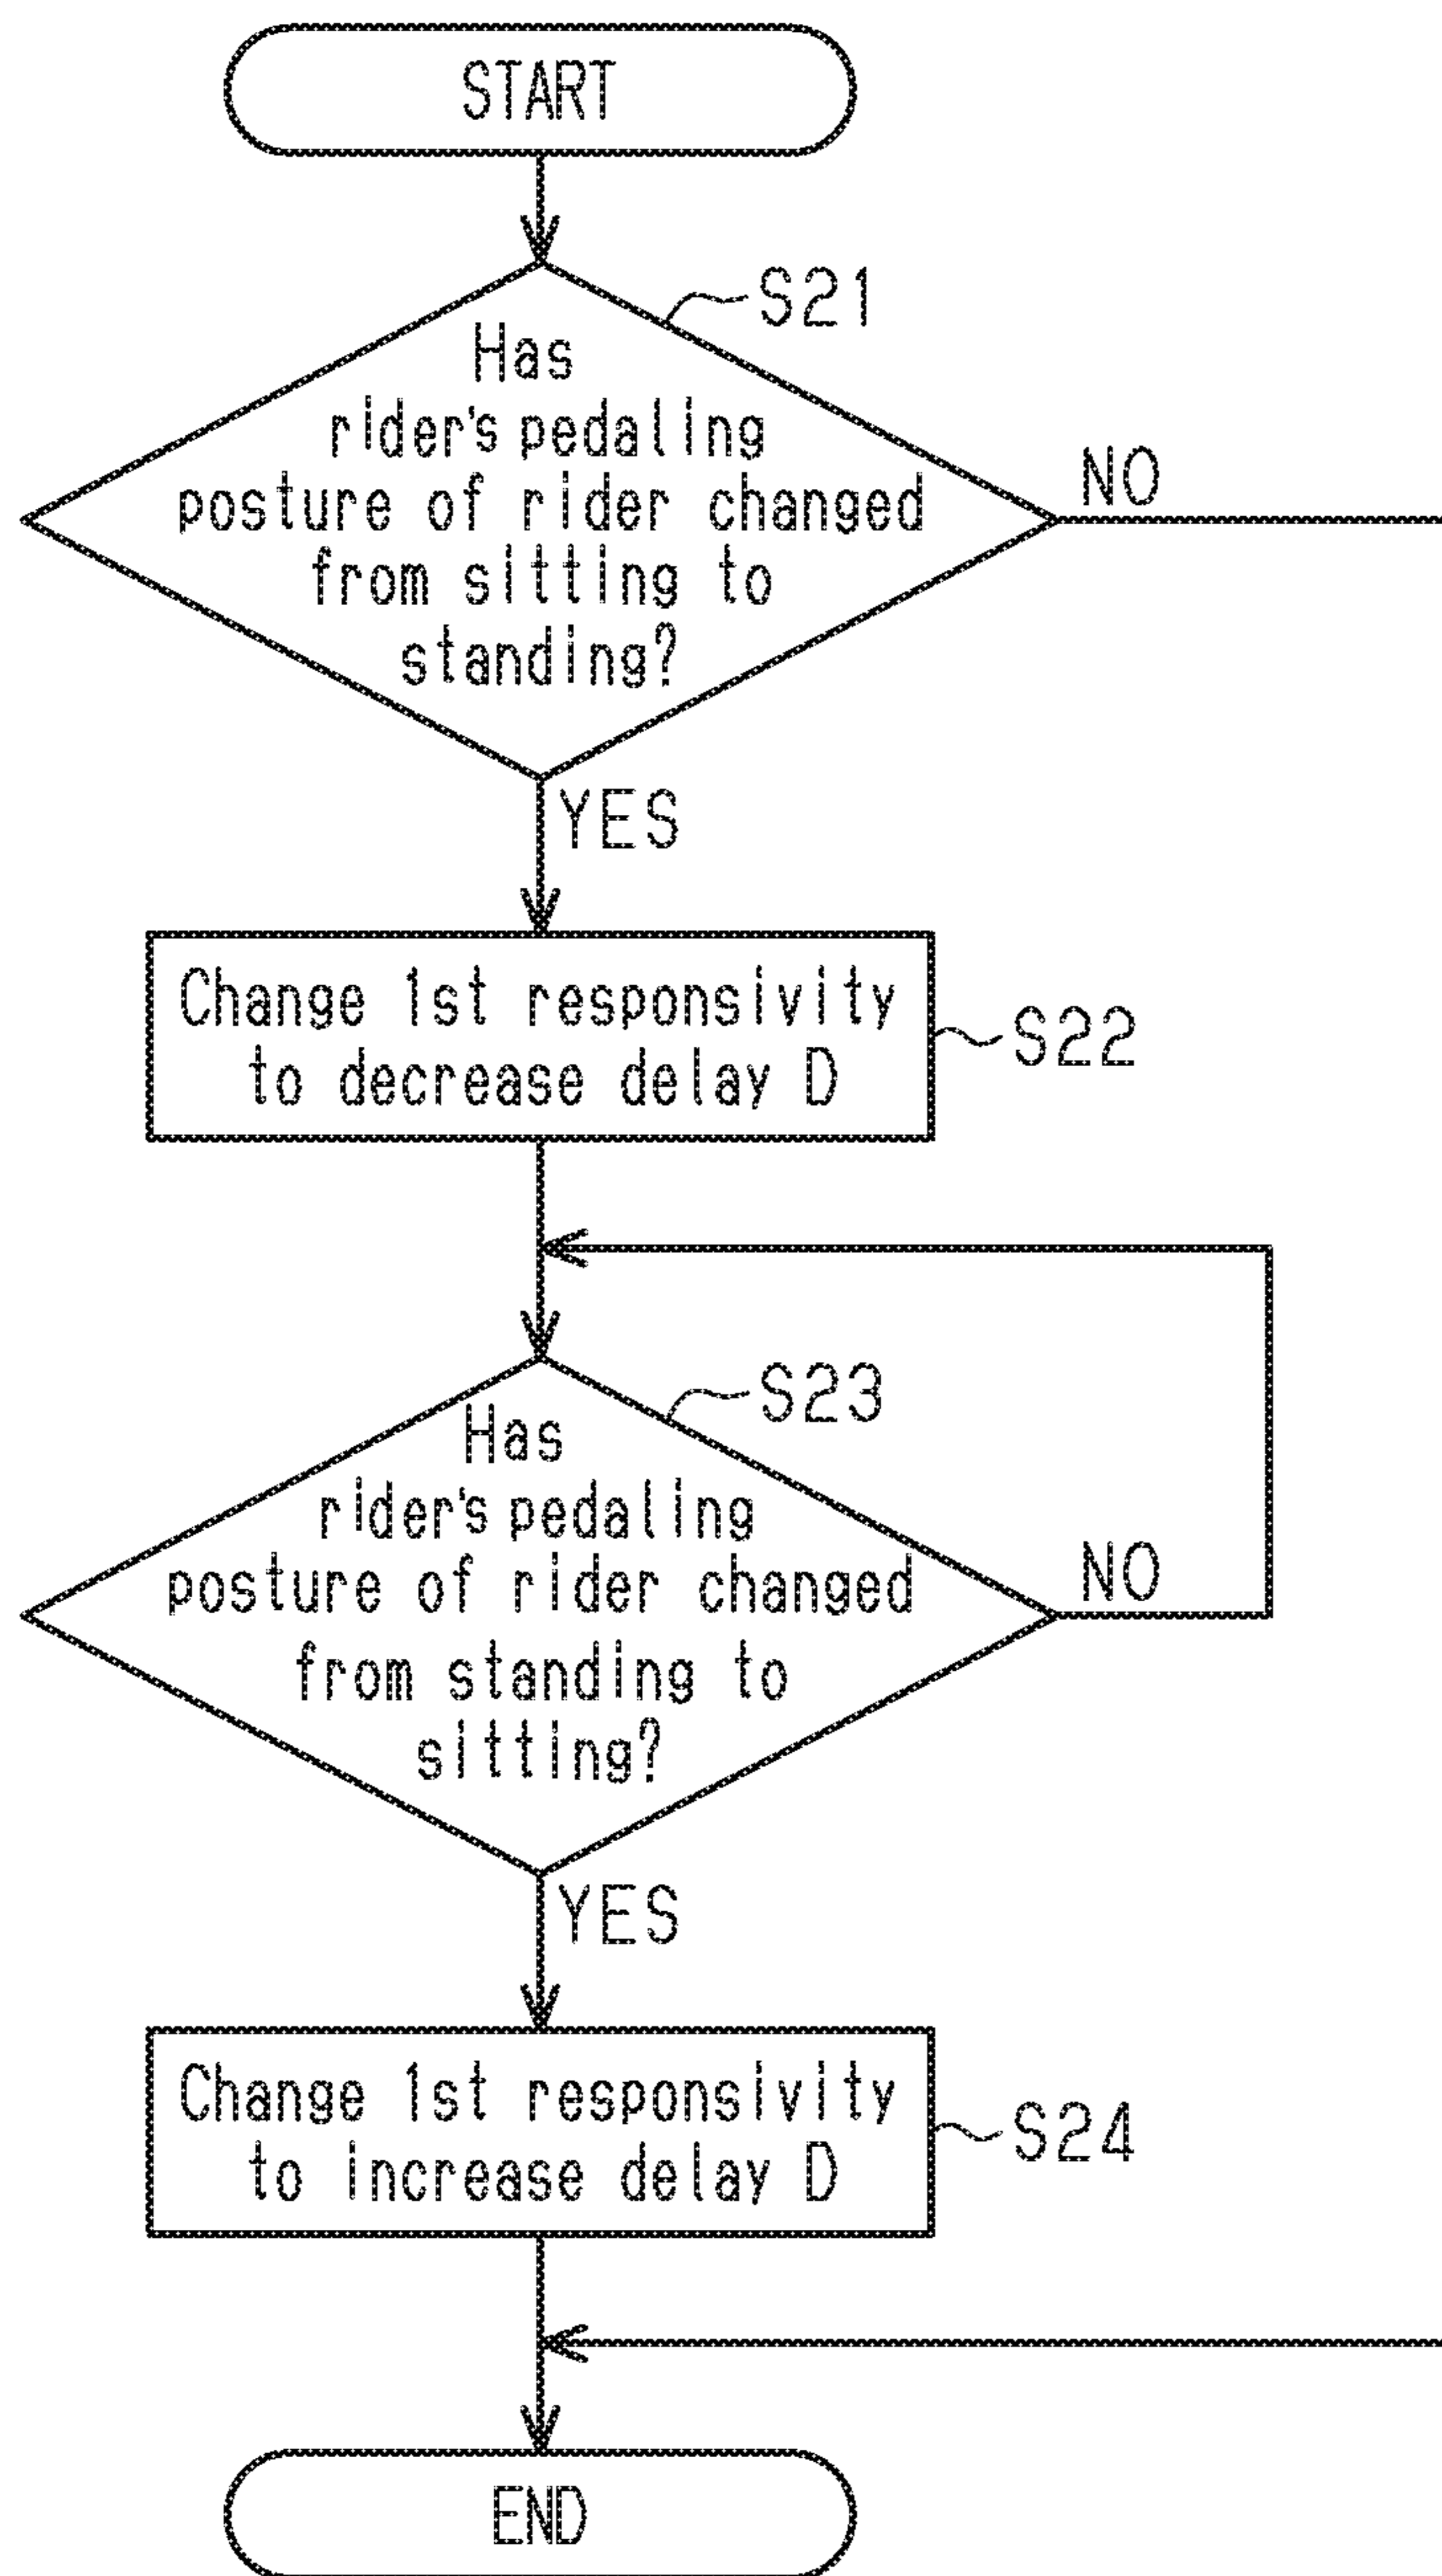 START
S21
Has
rider's pedaling
posture of rider changed
from sitting to
standing?
NO
YES
Change 1st responsivity
to decrease delay D
S22
S23
Has
rider's pedaling
posture of rider changed
from standing to
sitting?
NO
YES
Change 1st responsivity
to increase delay D
S24
END